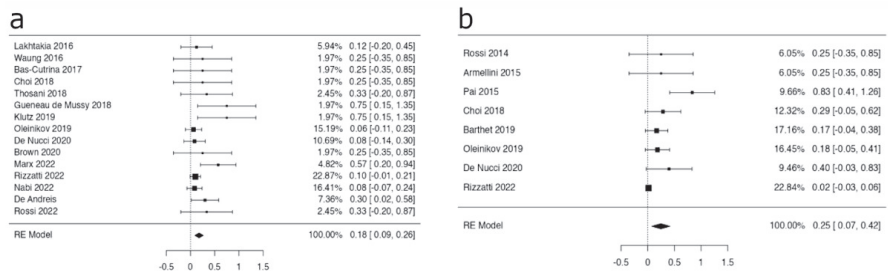 a
Lakhtakia 2016 5.94% 0.12 [-0.20, 0.45]
Waung 2016 1.97% 0.25 [-0.35, 0.85]
Bas-Cutrina 2017 1.97% 0.25 [-0.35, 0.85]
Choi 2018 1.97% 0.25 [-0.35, 0.85]
Thosani 2018 2.45% 0.33 [-0.20, 0.87]
Gueneau de Mussy 2018 1.97% 0.75 [0.15, 1.35]
Klutz 2019 1.97% 0.75 [0.15, 1.35]
Oleinikov 2019 15.19% 0.06 [-0.11, 0.23]
De Nucci 2020 10.69% 0.08 [-0.14, 0.30]
Brown 2020 1.97% 0.25 [-0.35, 0.85]
Marx 2022 4.82% 0.57 [0.20, 0.94]
Rizzatti 2022 22.87% 0.10 [-0.01, 0.21]
Nabi 2022 16.41% 0.08 [-0.07, 0.24]
De Andreis 7.36% 0.30 [0.02, 0.58]
Rossi 2022 2.45% 0.33 [-0.20, 0.87]
RE Model 100.00% 0.18 [0.09, 0.26]
-0.5 0 0.5 1 1.5
b
Rossi 2014 6.05% 0.25 [-0.35, 0.85]
Armellini 2015 6.05% 0.25 [-0.35, 0.85]
Pai 2015 9.66% 0.83 [0.41, 1.26]
Choi 2018 12.32% 0.29 [-0.05, 0.62]
Barthet 2019 17.16% 0.17 [-0.04, 0.38]
Oleinikov 2019 16.45% 0.18 [-0.05, 0.41]
De Nucci 2020 9.46% 0.40 [-0.03, 0.83]
Rizzatti 2022 22.84% 0.02 [-0.03, 0.06]
RE Model 100.00% 0.25 [0.07, 0.42]
-0.5 0 0.5 1 1.5